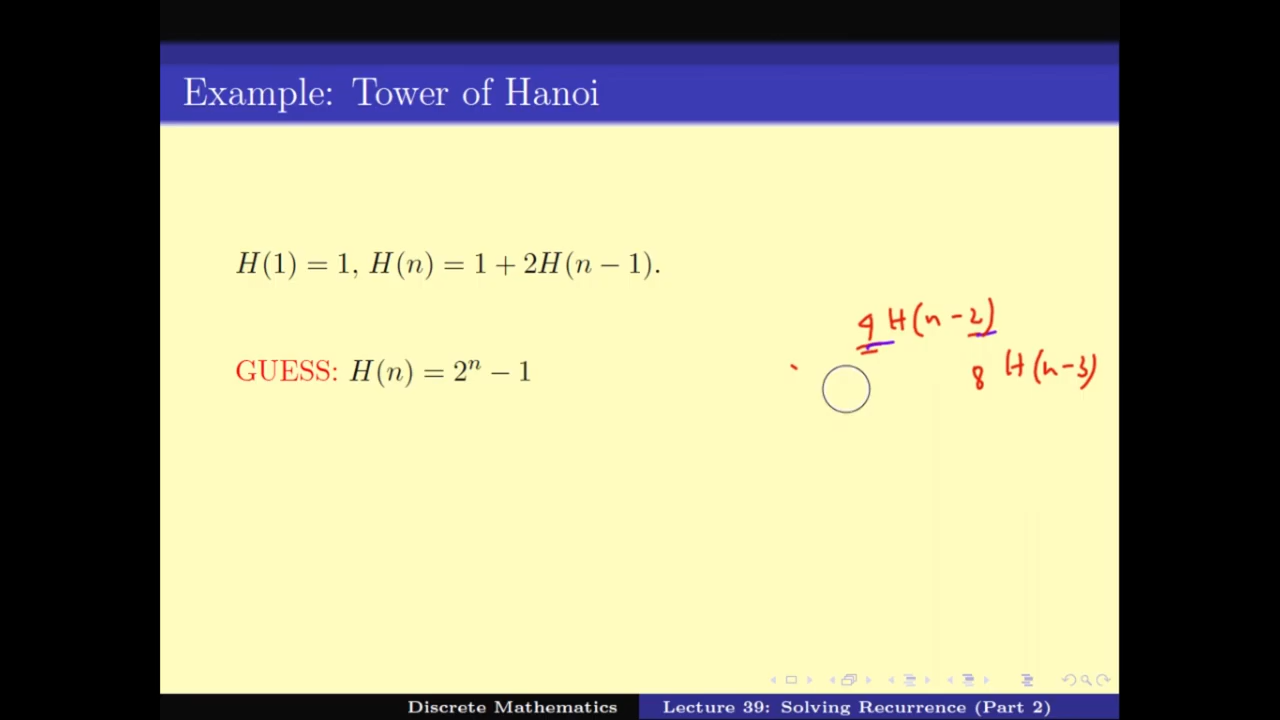 Example: Tower of Hanoi
H(1) = 1, H(n) = 1 + 2H(n − 1).
4 H(n − 2)
GUESS: H(n) = 2ⁿ − 1
8 H(n − 3)
Discrete Mathematics
Lecture 39: Solving Recurrence (Part 2)